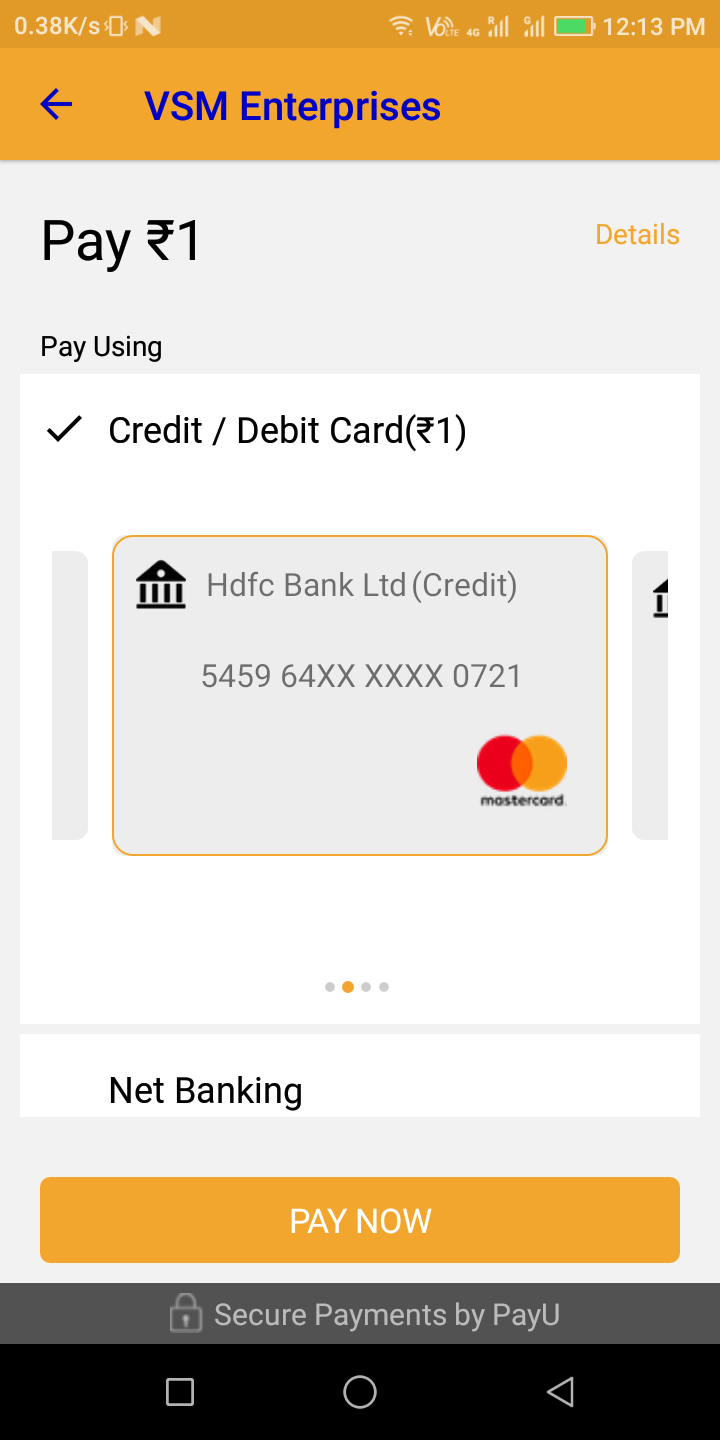 0.38K/s 12:13 PM
VSM Enterprises
Pay ₹1
Details
Pay Using
Credit / Debit Card(₹1)
Hdfc Bank Ltd (Credit)
5459 64XX XXXX 0721
mastercard.
Net Banking
PAY NOW
Secure Payments by PayU